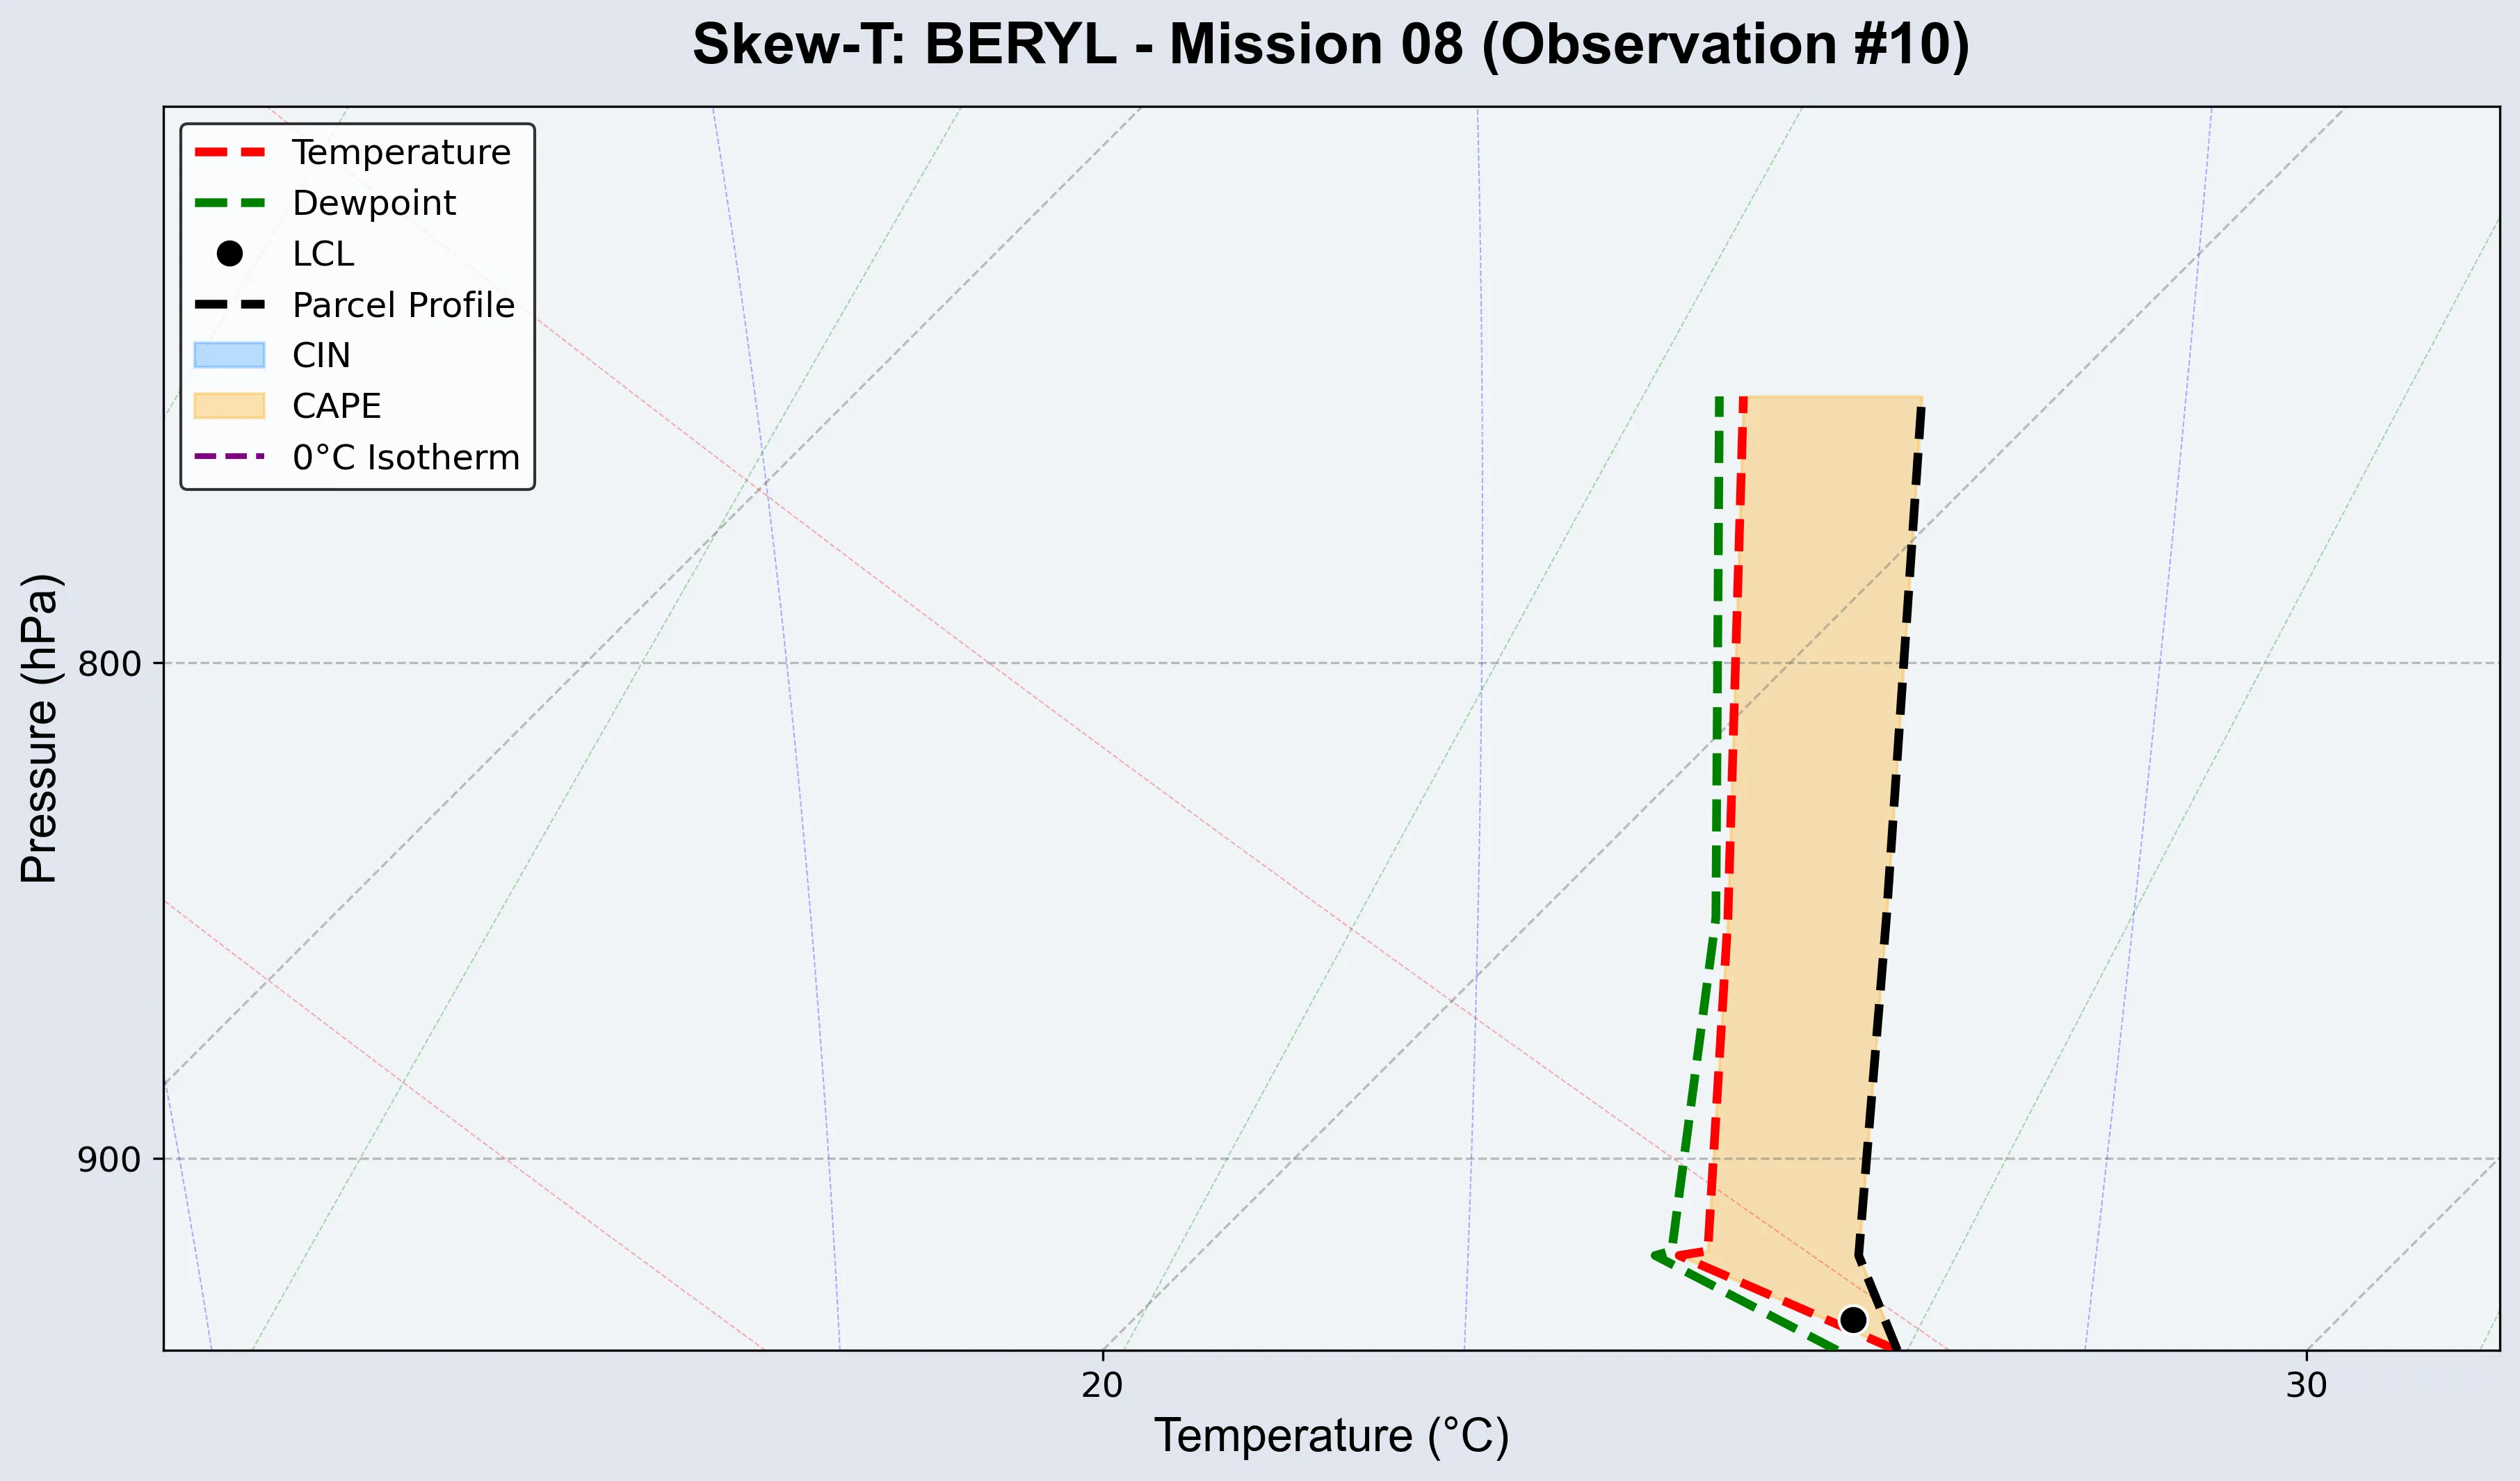 Skew-T: BERYL - Mission 08 (Observation #10)
Temperature
Dewpoint
LCL
Parcel Profile
CIN
CAPE
0°C Isotherm
Pressure (hPa)
800
900
20
30
Temperature (°C)